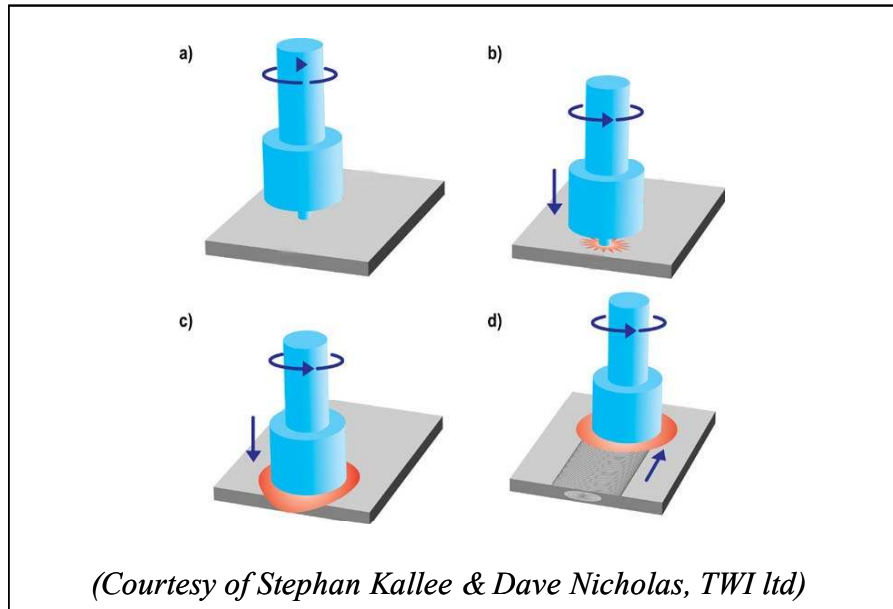 a)
b)
c)
d)
(Courtesy of Stephan Kallee & Dave Nicholas, TWI ltd)